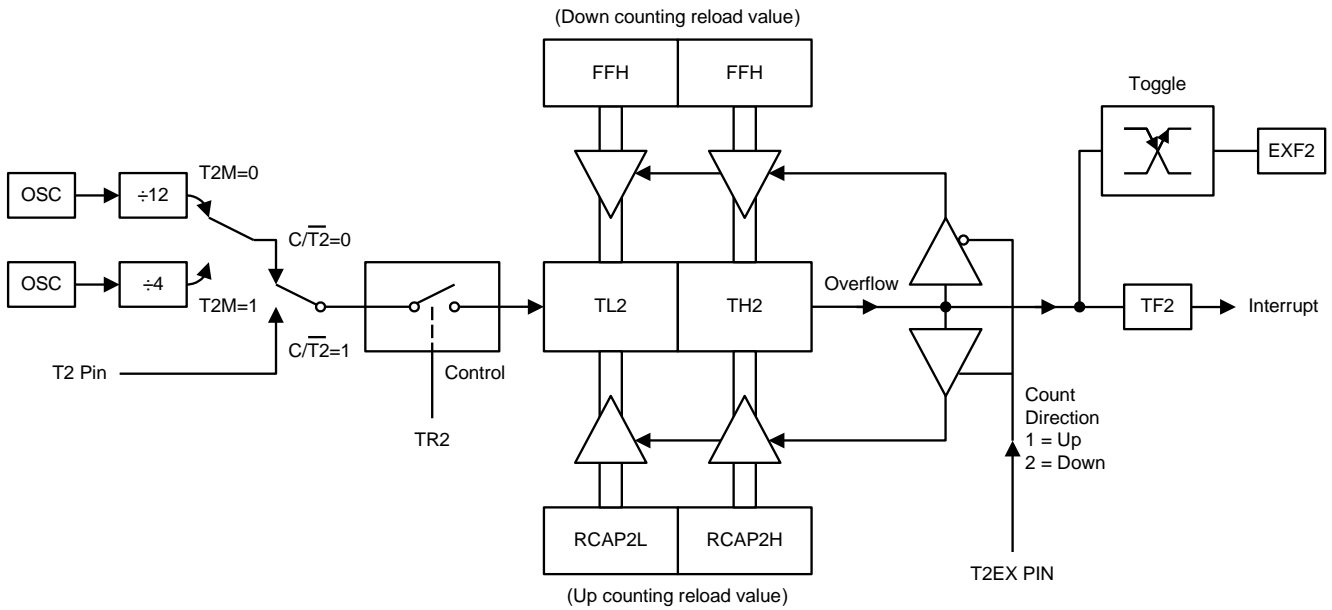 (Down counting reload value)
FFH
FFH
Toggle
EXF2
T2M=0
OSC
÷12
C/T̅2̅=0
OSC
÷4
T2M=1
TL2
TH2
Overflow
TF2
Interrupt
C/T̅2̅=1
T2 Pin
Control
TR2
Count
Direction
1 = Up
2 = Down
RCAP2L
RCAP2H
T2EX PIN
(Up counting reload value)